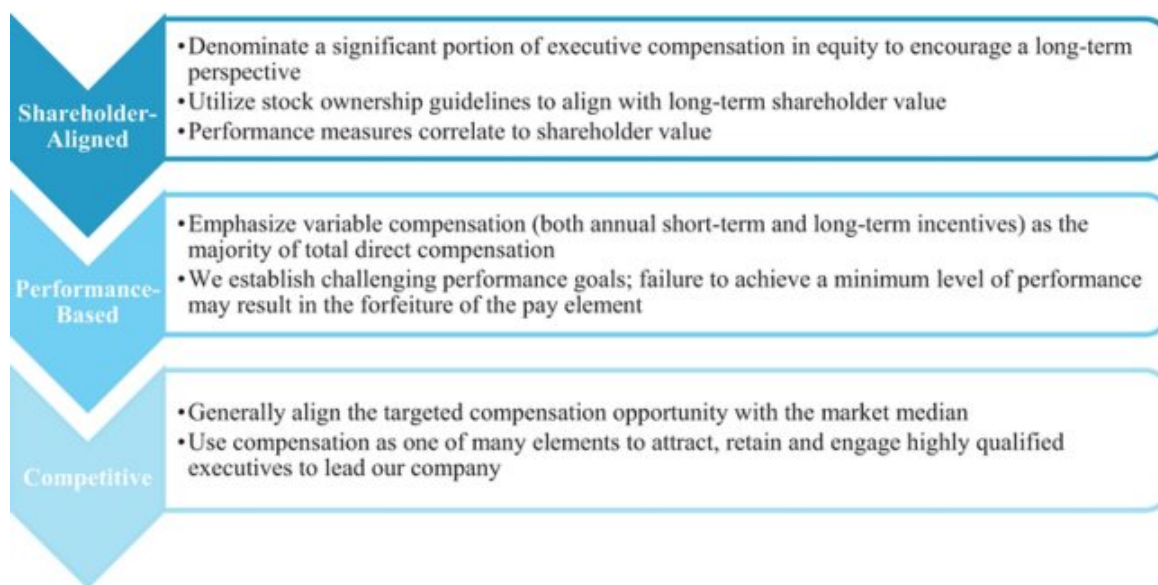 Shareholder-
Aligned
•Denominate a significant portion of executive compensation in equity to encourage a long-term
perspective
•Utilize stock ownership guidelines to align with long-term shareholder value
•Performance measures correlate to shareholder value
Performance-
Based
•Emphasize variable compensation (both annual short-term and long-term incentives) as the
majority of total direct compensation
•We establish challenging performance goals; failure to achieve a minimum level of performance
may result in the forfeiture of the pay element
Competitive
•Generally align the targeted compensation opportunity with the market median
•Use compensation as one of many elements to attract, retain and engage highly qualified
executives to lead our company